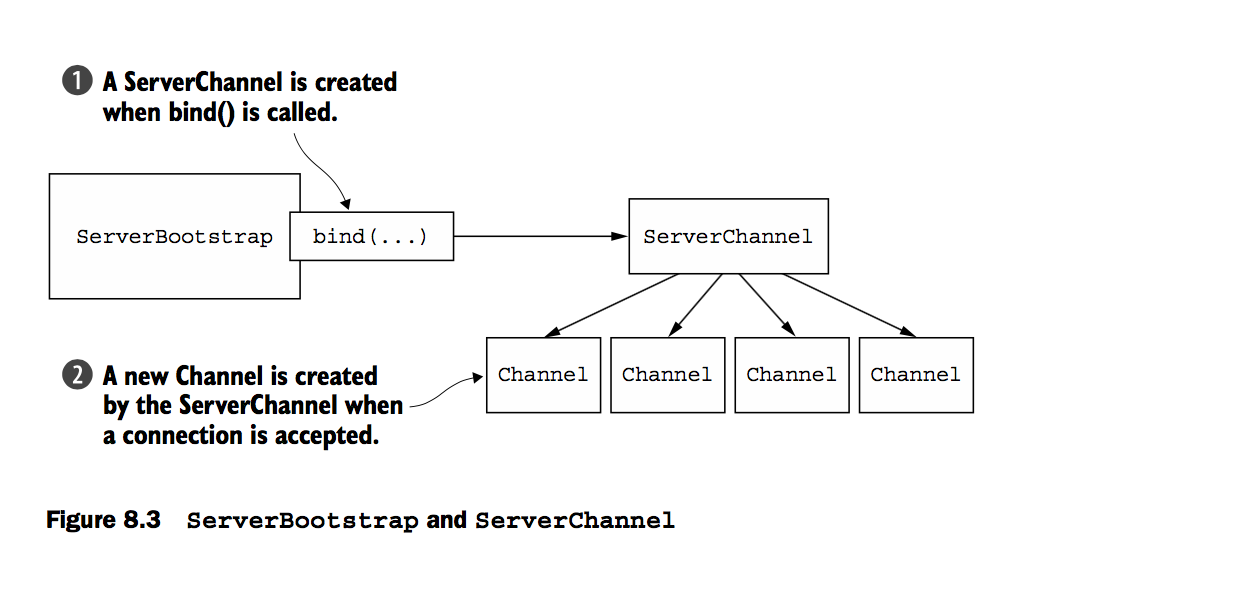 1 A ServerChannel is created
when bind() is called.
ServerBootstrap
bind(...)
ServerChannel
Channel
Channel
Channel
Channel
2 A new Channel is created
by the ServerChannel when
a connection is accepted.
Figure 8.3 ServerBootstrap and ServerChannel